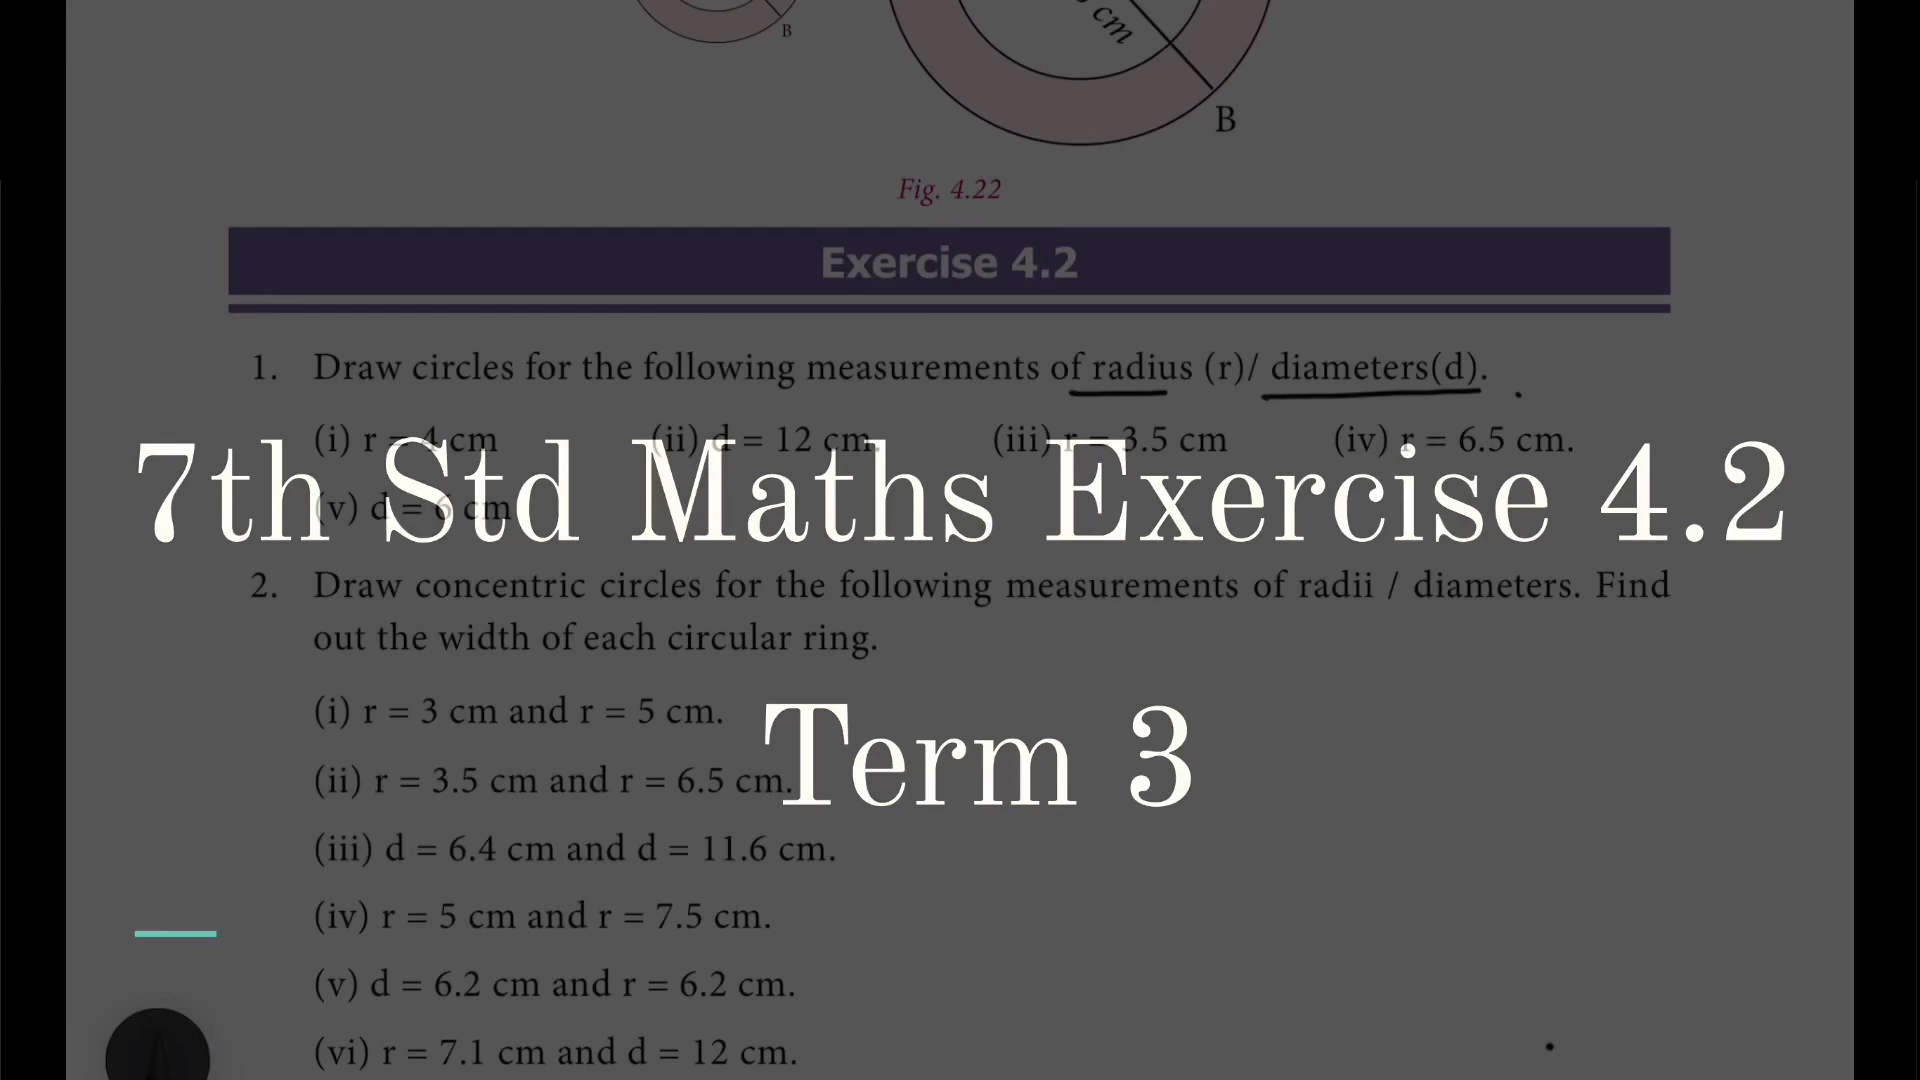 cm
B
B
Fig. 4.22
Exercise 4.2
1. Draw circles for the following measurements of radius (r)/ diameters(d).
(i) r = 4 cm (ii) d = 12 cm. (iii) r = 3.5 cm (iv) r = 6.5 cm.
7th Std Maths Exercise 4.2
(v) d = 6 cm
2. Draw concentric circles for the following measurements of radii / diameters. Find
out the width of each circular ring.
(i) r = 3 cm and r = 5 cm.
Term 3
(ii) r = 3.5 cm and r = 6.5 cm.
(iii) d = 6.4 cm and d = 11.6 cm.
(iv) r = 5 cm and r = 7.5 cm.
(v) d = 6.2 cm and r = 6.2 cm.
(vi) r = 7.1 cm and d = 12 cm.